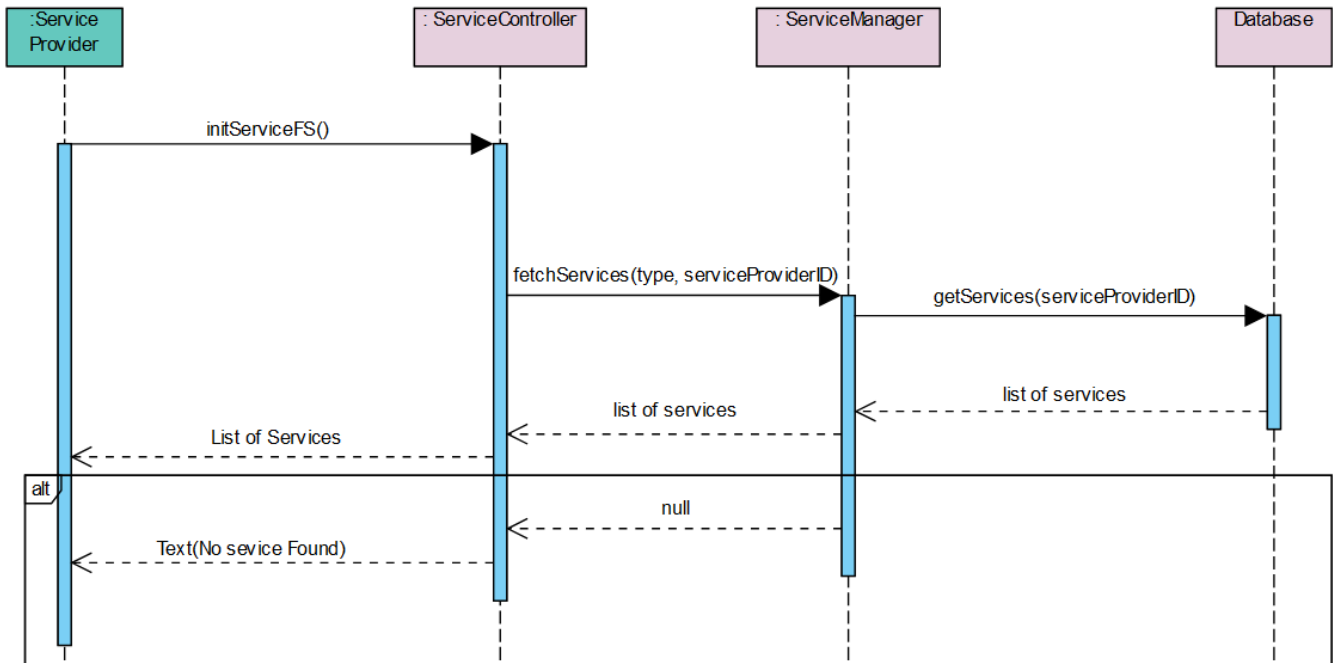 :Service
Provider
: ServiceController
: ServiceManager
Database
initServiceFS()
fetchServices(type, serviceProviderID)
getServices(serviceProviderID)
list of services
list of services
List of Services
alt
null
Text(No sevice Found)